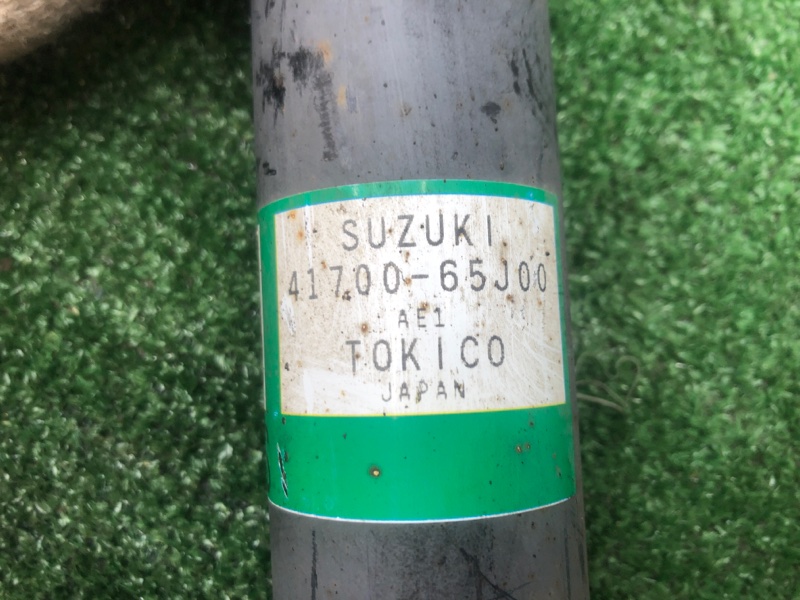 SUZUKI
41700-65J00
AE1
TOKICO
JAPAN